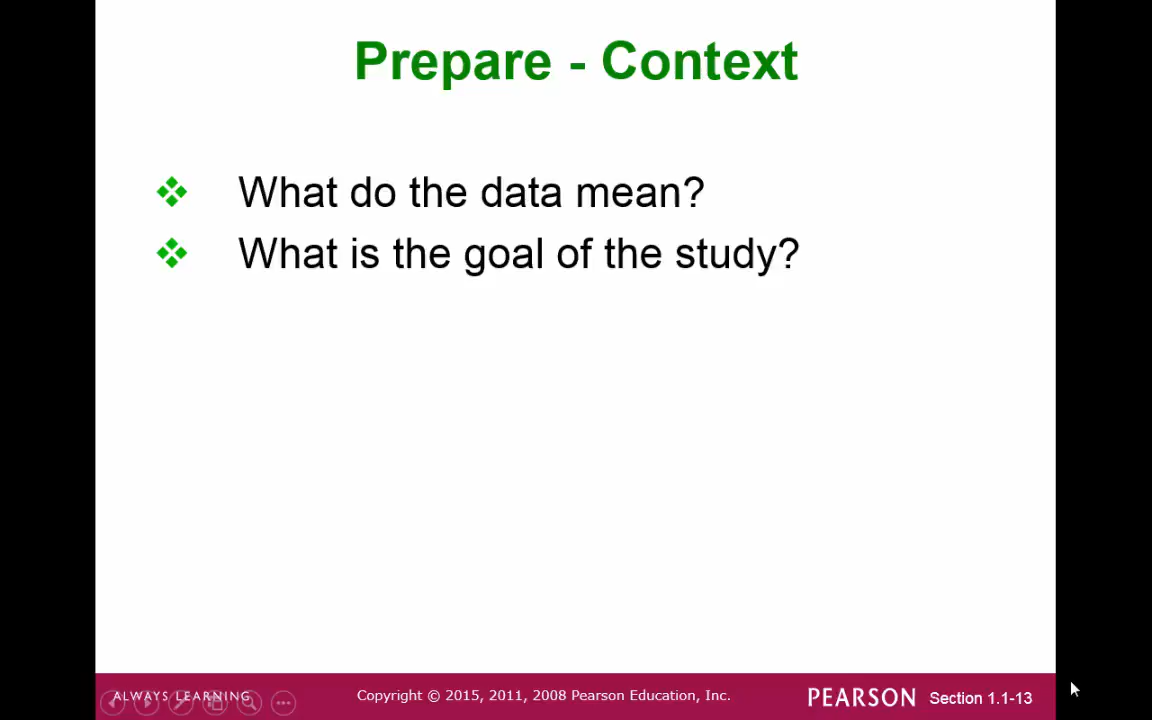 Prepare - Context
What do the data mean?
What is the goal of the study?
ALWAYS LEARNING
Copyright © 2015, 2011, 2008 Pearson Education, Inc.
PEARSON
Section 1.1-13